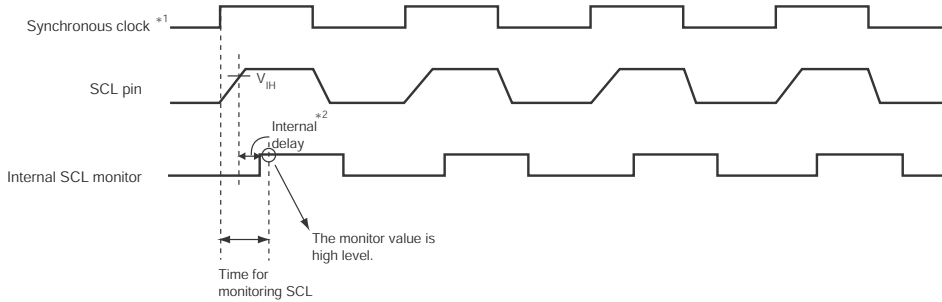 Synchronous clock *1
SCL pin
VIH
Internal*2
delay
Internal SCL monitor
The monitor value is
high level.
Time for
monitoring SCL